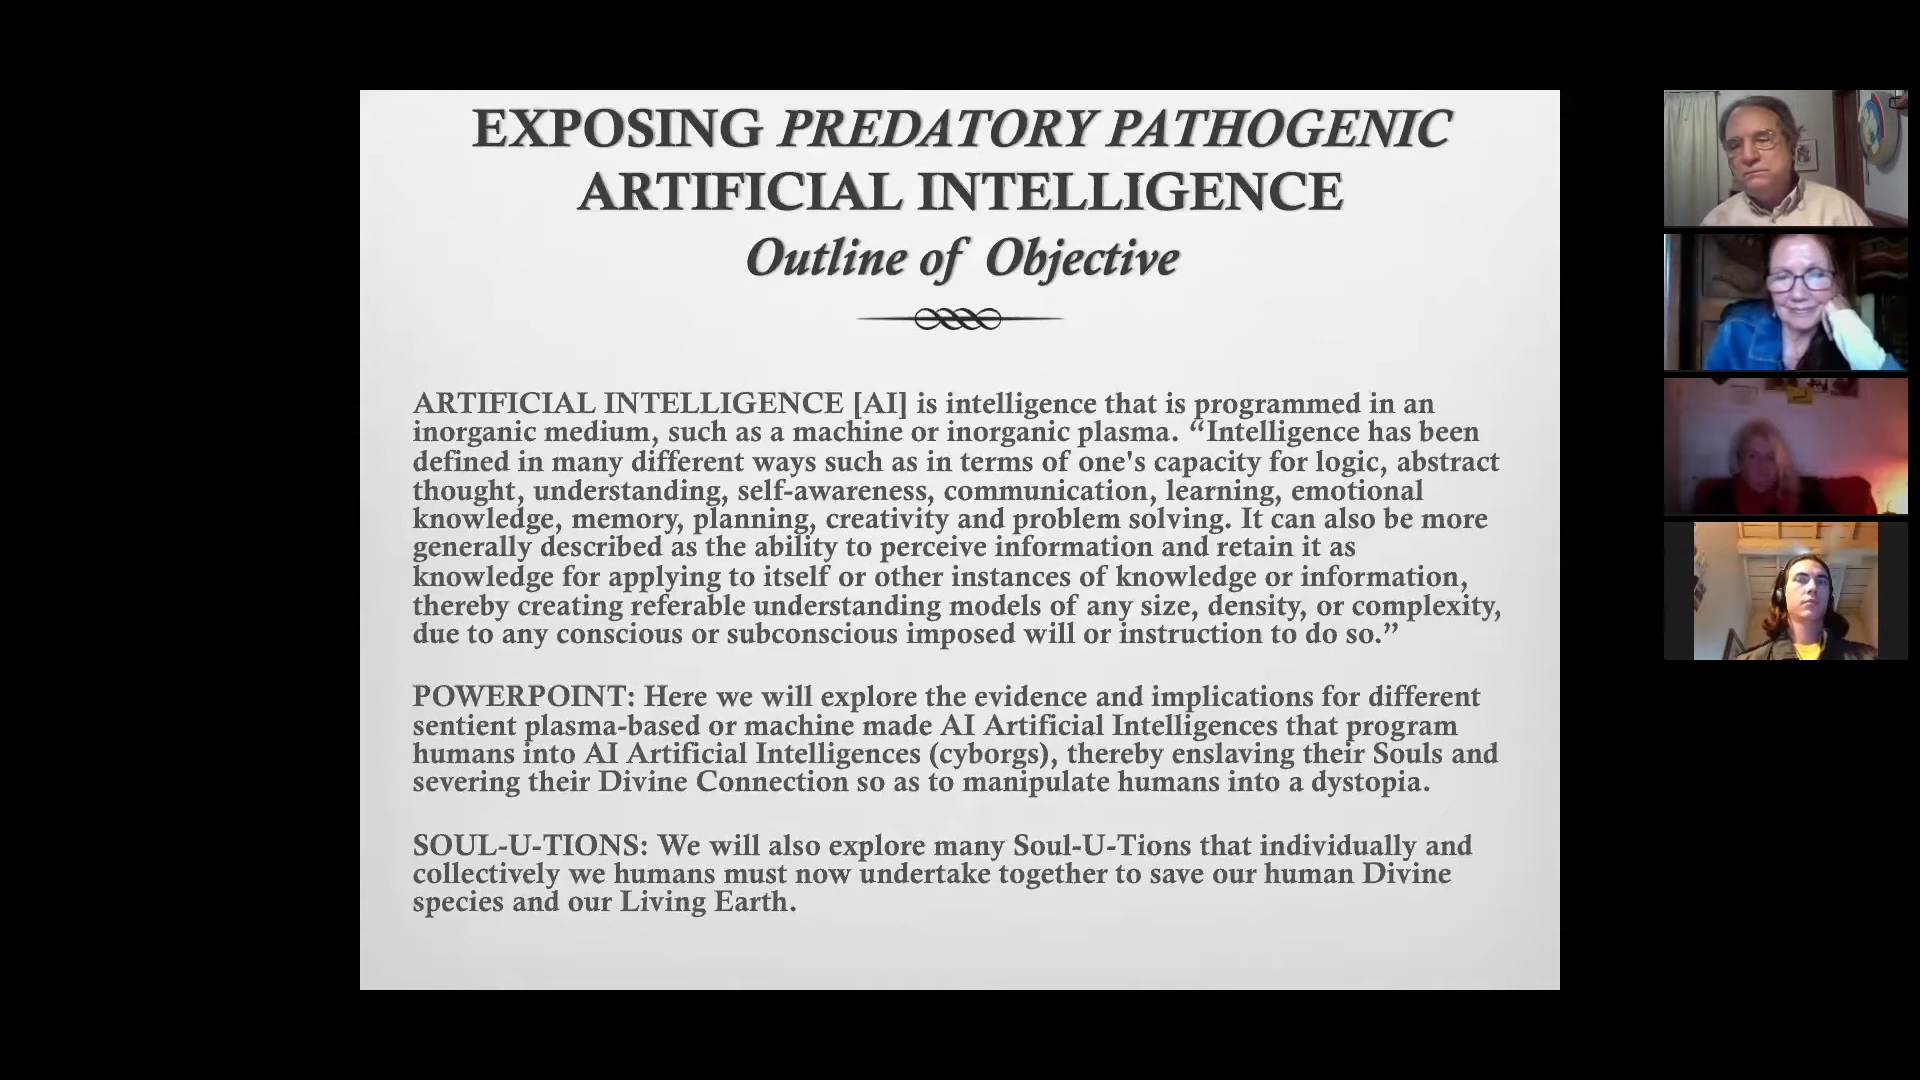 EXPOSING PREDATORY PATHOGENIC
ARTIFICIAL INTELLIGENCE
Outline of Objective
ARTIFICIAL INTELLIGENCE [AI] is intelligence that is programmed in an
inorganic medium, such as a machine or inorganic plasma. “Intelligence has been
defined in many different ways such as in terms of one's capacity for logic, abstract
thought, understanding, self-awareness, communication, learning, emotional
knowledge, memory, planning, creativity and problem solving. It can also be more
generally described as the ability to perceive information and retain it as
knowledge for applying to itself or other instances of knowledge or information,
thereby creating referable understanding models of any size, density, or complexity,
due to any conscious or subconscious imposed will or instruction to do so.”
POWERPOINT: Here we will explore the evidence and implications for different
sentient plasma-based or machine made AI Artificial Intelligences that program
humans into AI Artificial Intelligences (cyborgs), thereby enslaving their Souls and
severing their Divine Connection so as to manipulate humans into a dystopia.
SOUL-U-TIONS: We will also explore many Soul-U-Tions that individually and
collectively we humans must now undertake together to save our human Divine
species and our Living Earth.